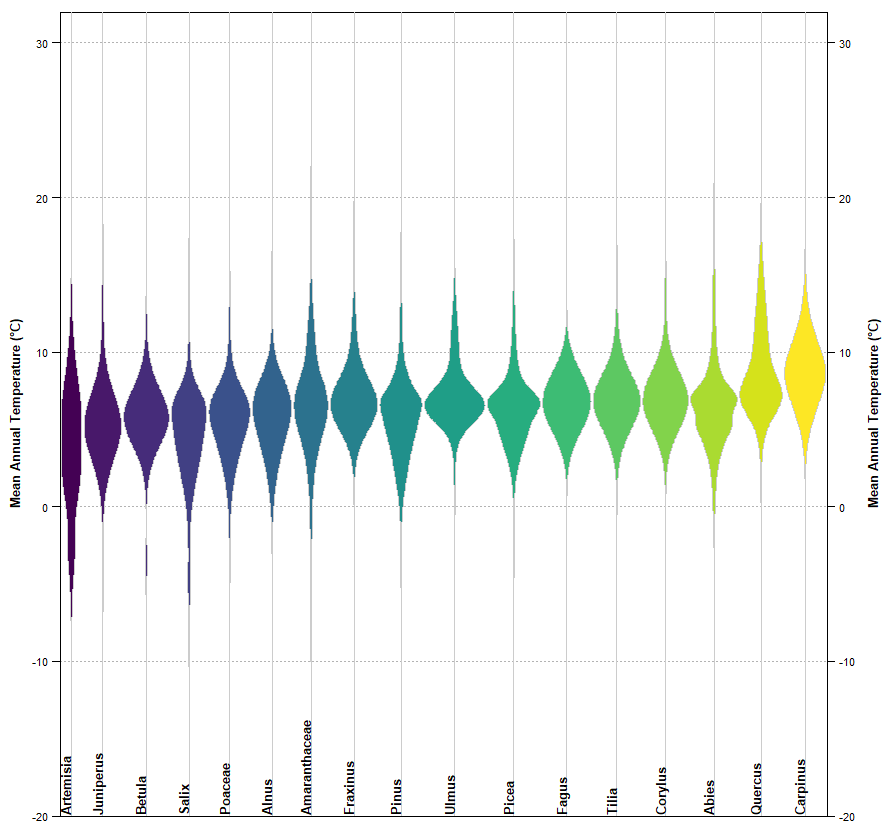 30
20
10
0
-10
-20
Mean Annual Temperature (°C)
Artemisia
Juniperus
Betula
Salix
Poaceae
Alnus
Amaranthaceae
Fraxinus
Pinus
Ulmus
Picea
Fagus
Tilia
Corylus
Abies
Quercus
Carpinus
30
20
10
0
-10
-20
Mean Annual Temperature (°C)